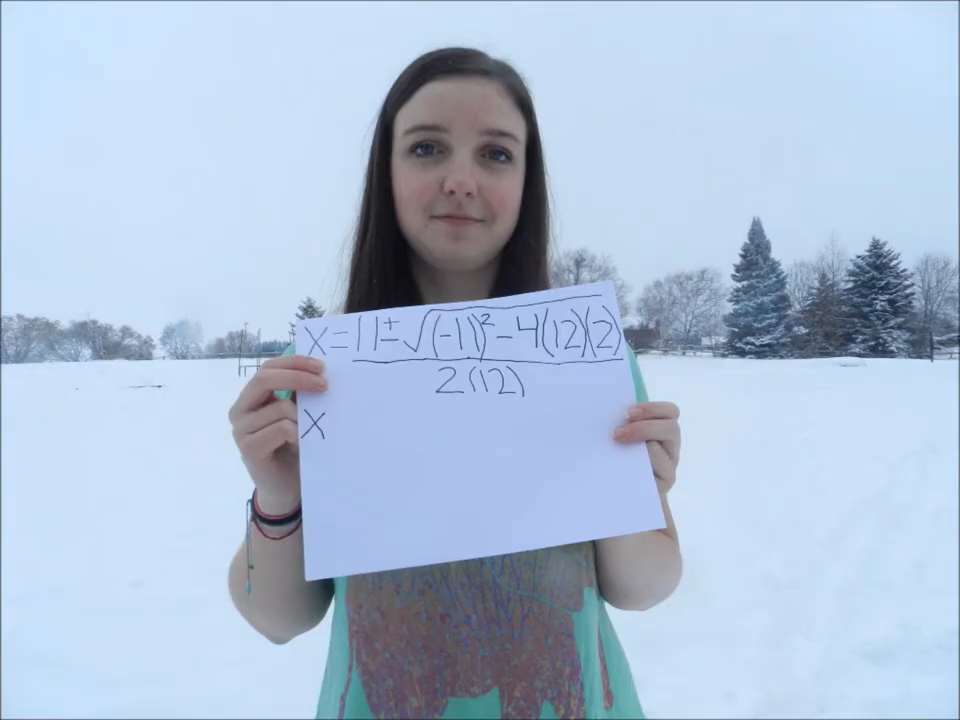 x = 11 ± √(-11)² - 4(12)(2)
2(12)
x